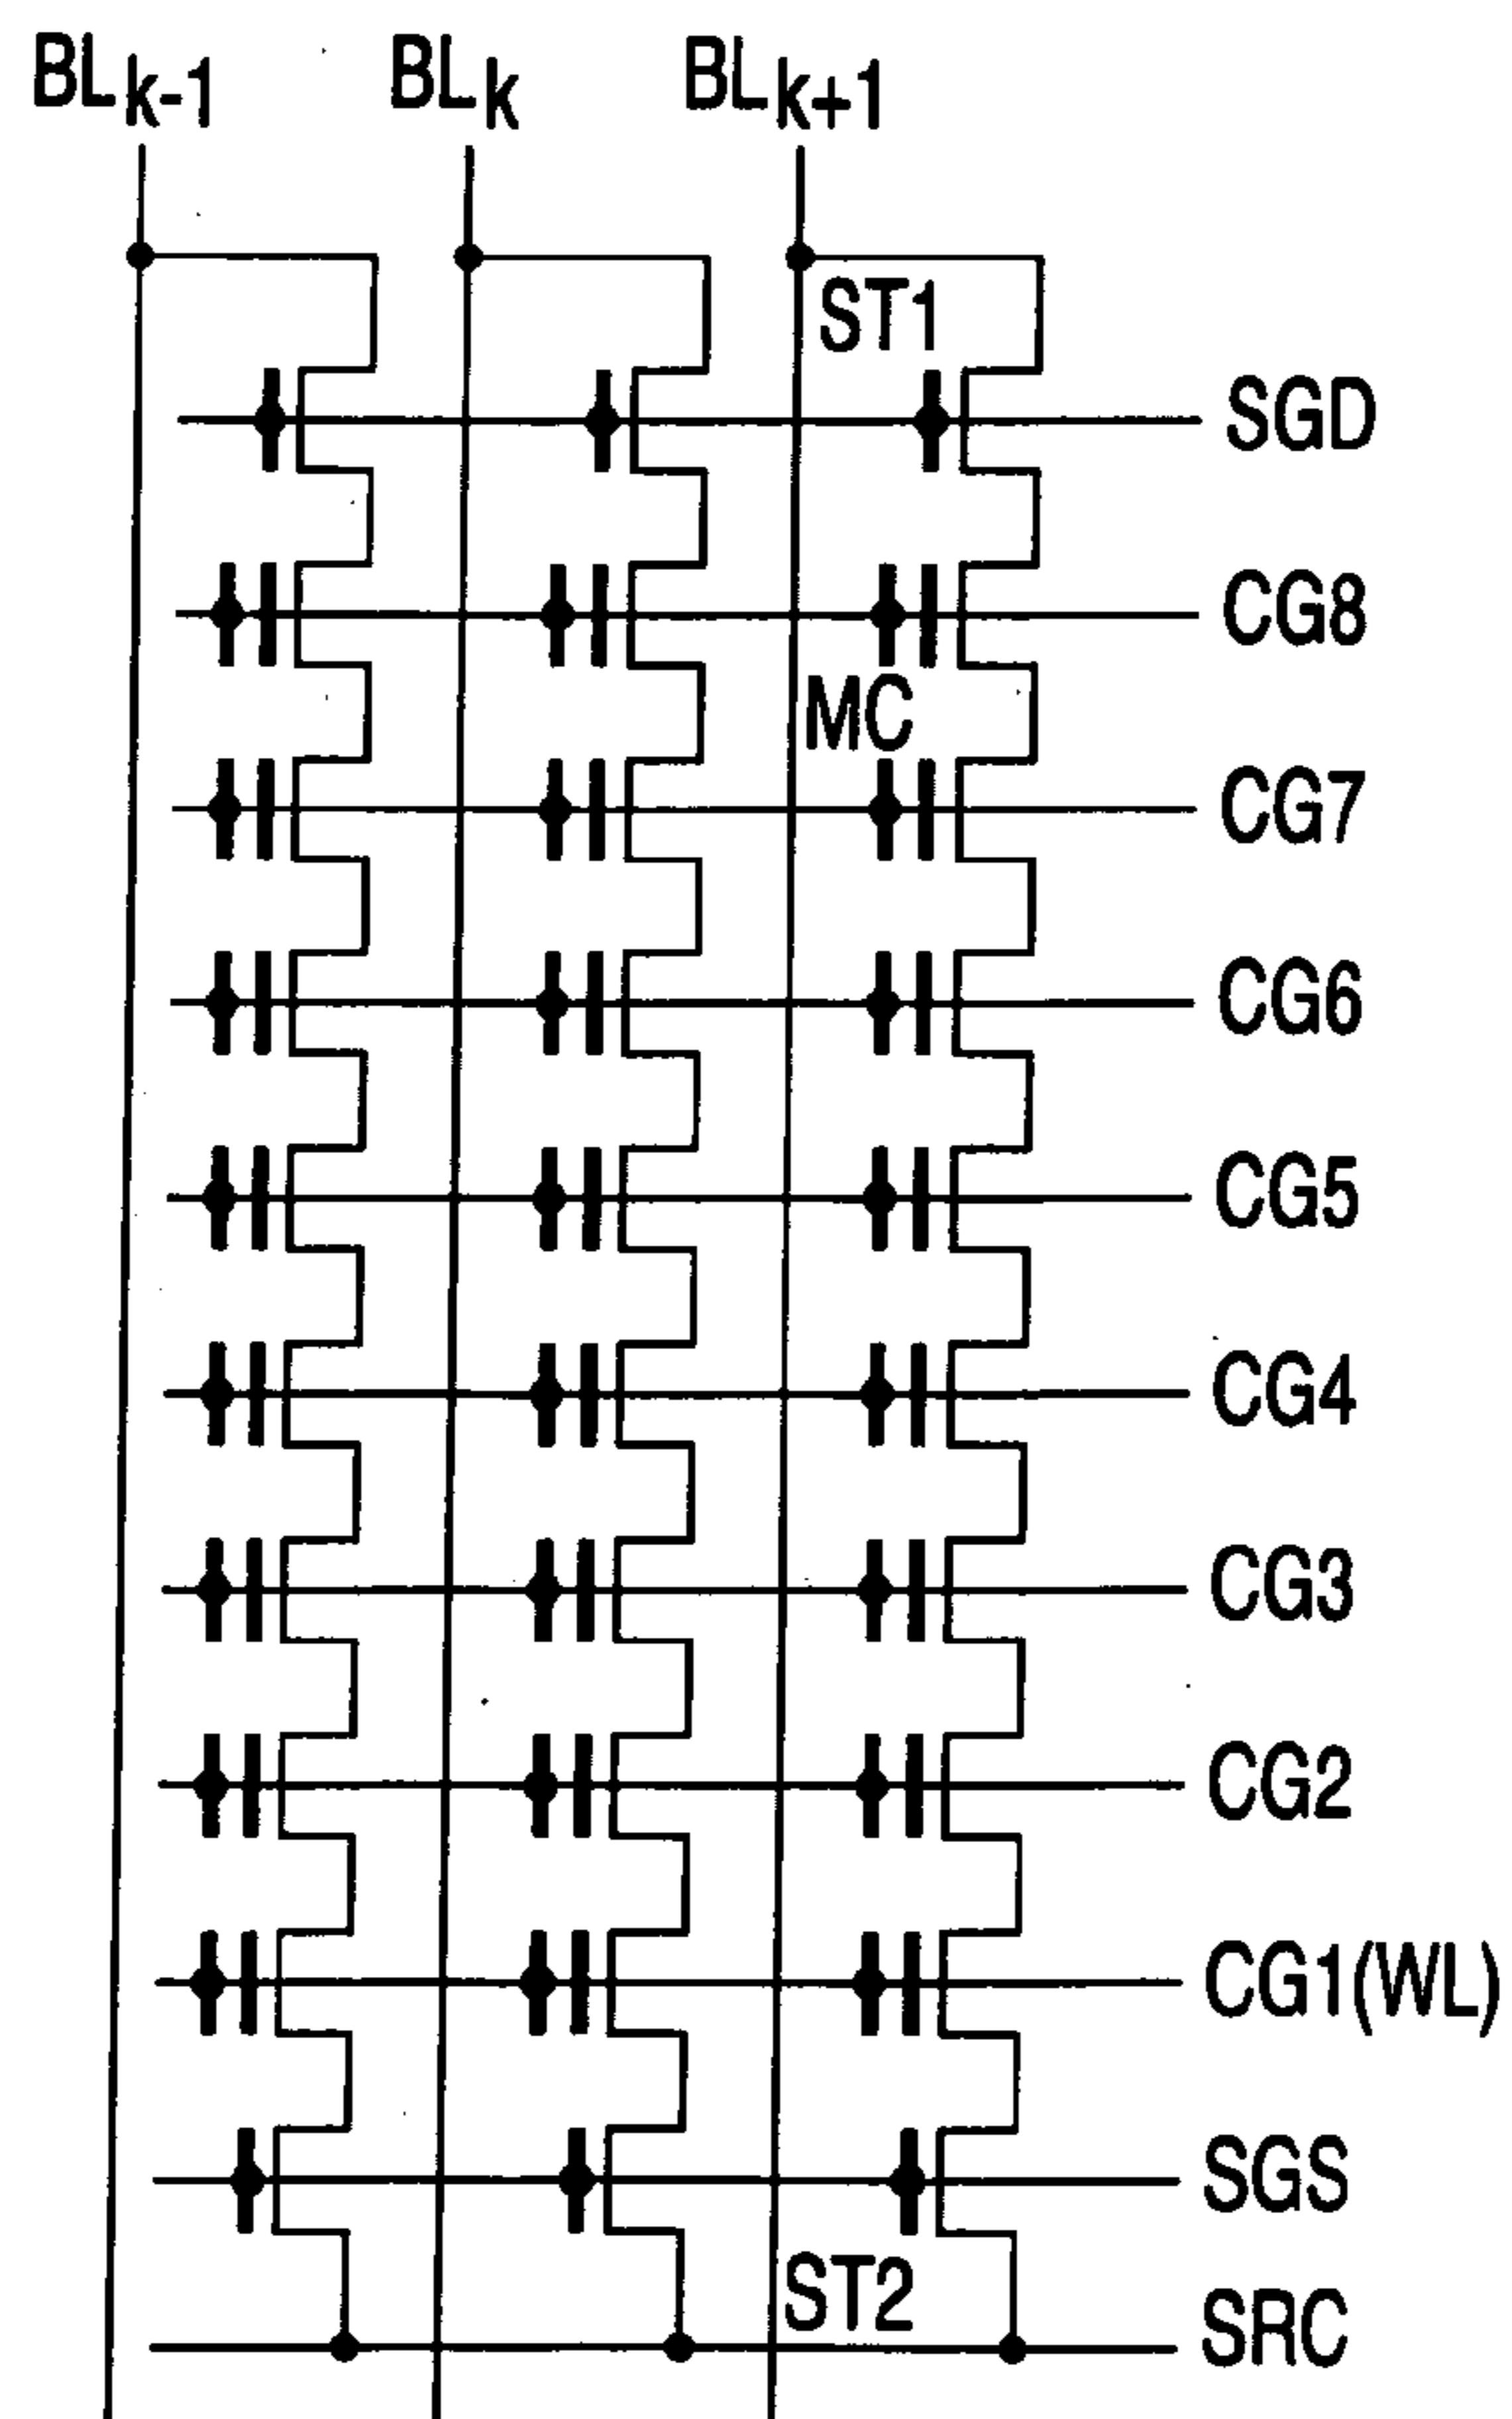 BLk-1 BLk BLk+1
ST1
SGD
CG8
MC
CG7
CG6
CG5
CG4
CG3
CG2
CG1(WL)
SGS
ST2
SRC